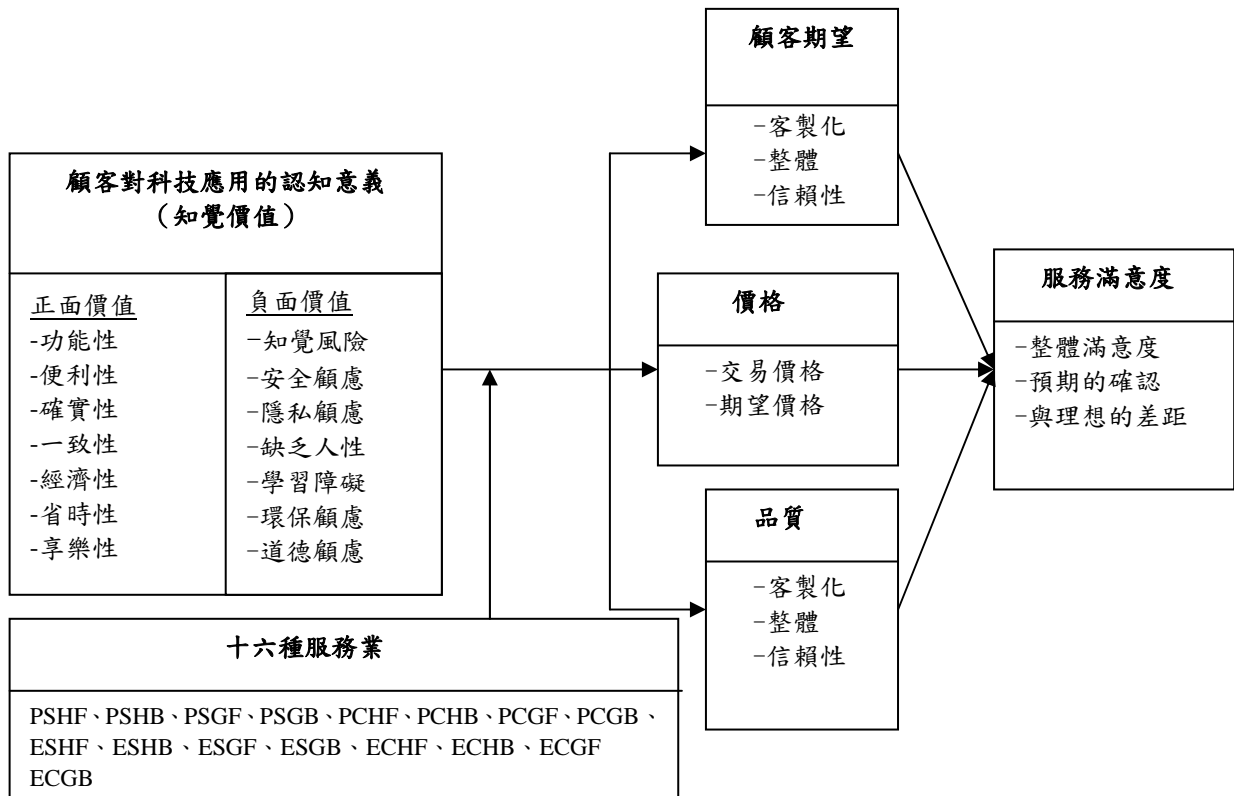 顧客對科技應用的認知意義
（知覺價值）
正面價值
-功能性
-便利性
-確實性
-一致性
-經濟性
-省時性
-享樂性
負面價值
-知覺風險
-安全顧慮
-隱私顧慮
-缺乏人性
-學習障礙
-環保顧慮
-道德顧慮
十六種服務業
PSHF、PSHB、PSGF、PSGB、PCHF、PCHB、PCGF、PCGB、
ESHF、ESHB、ESGF、ESGB、ECHF、ECHB、ECGF
ECGB
顧客期望
-客製化
-整體
-信賴性
價格
-交易價格
-期望價格
品質
-客製化
-整體
-信賴性
服務滿意度
-整體滿意度
-預期的確認
-與理想的差距